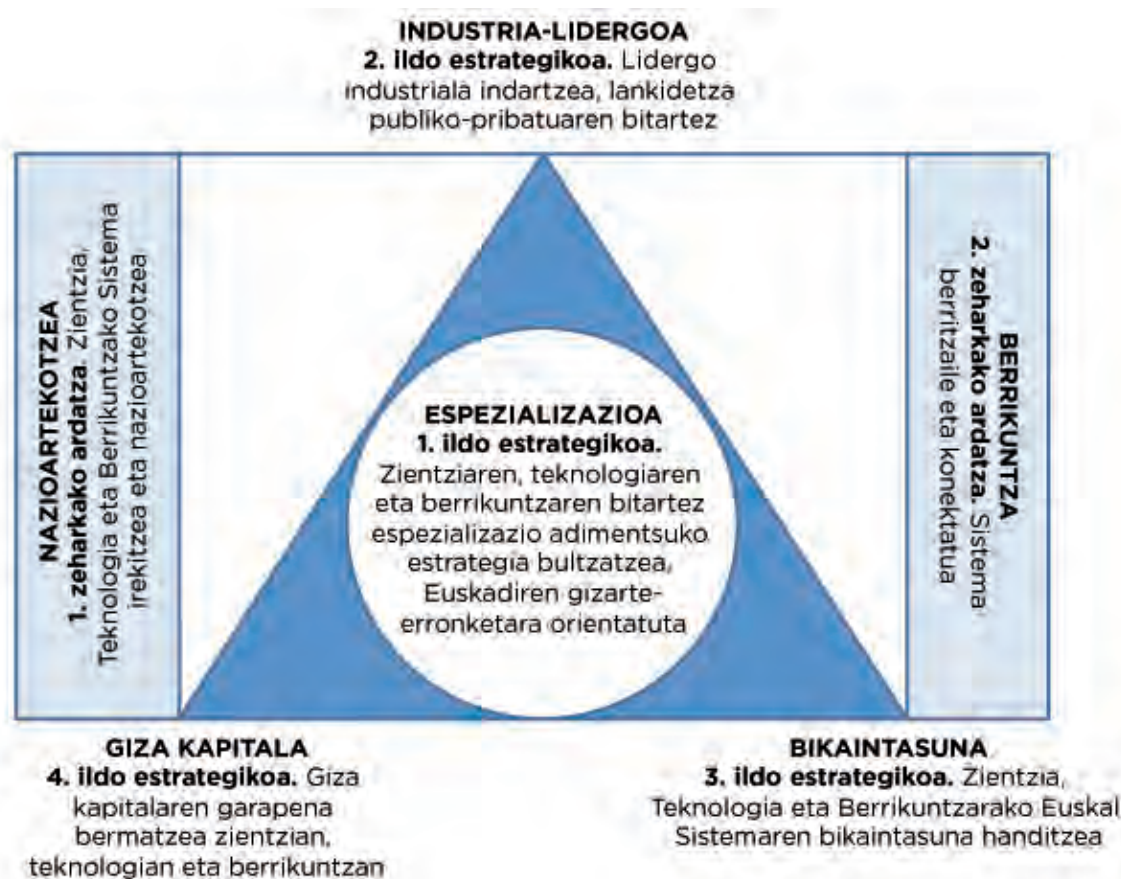 INDUSTRIA-LIDERGOA
2. ildo estrategikoa. Lidergo
industriala indartzea, lankidetza
publiko-pribatuaren bitartez
NAZIOARTEKOTZEA
1. zeharkako ardatza. Zientzia,
Teknologia eta Berrikuntzako Sistema
irekitzea eta nazioartekotzea
ESPEZIALIZAZIOA
1. ildo estrategikoa.
Zientziaren, teknologiaren
eta berrikuntzaren bitartez
espezializazio adimentsuko
estrategia bultzatzea,
Euskadiren gizarte-
erronketara orientatuta
BERRIKUNTZA
2. zeharkako ardatza. Sistema
berritzaile eta konektatua
GIZA KAPITALA
4. ildo estrategikoa. Giza
kapitalaren garapena
bermatzea zientzian,
teknologian eta berrikuntzan
BIKAINTASUNA
3. ildo estrategikoa. Zientzia,
Teknologia eta Berrikuntzarako Euskal
Sistemaren bikaintasuna handitzea